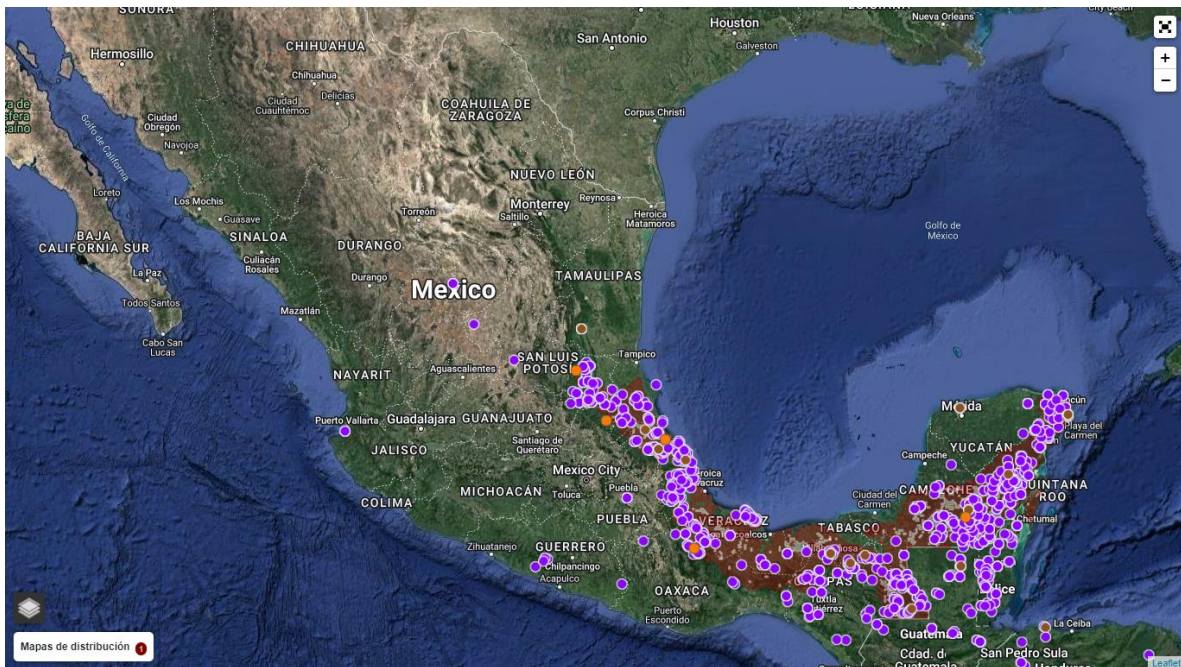 SONORA
Houston
Nueva Orleans
San Antonio
Galveston
Hermosillo
CHIHUAHUA
Chihuahua
Ciudad
Cuauhtémoc
Delicias
COAHUILA DE
ZARAGOZA
Corpus Christi
Ciudad
Obregón
Golfo de California
Navojoa
NUEVO LEÓN
Loreto
Los Mochis
Guasave
Torreón
Monterrey
Saltillo
Reynosa
Heroica
Matamoros
Golfo de
México
BAJA
CALIFORNIA SUR
SINALOA
Culiacán
Rosales
DURANGO
La Paz
Durango
TAMAULIPAS
Mexico
Todos Santos
Mazatlán
Cabo San
Lucas
SAN LUIS
Tampico
NAYARIT
Aguascalientes
Puerto Vallarta
Guadalajara
GUANAJUATO
Santiago de
Querétaro
JALISCO
YUCATÁN
Playa del
Carmen
Campeche
Mexico City
MICHOACÁN
Toluca
Puebla
COLIMA
Ciudad del
Carmen
ROO
Chetumal
PUEBLA
TABASCO
Zihuatanejo
GUERRERO
Chilpancingo
Acapulco
OAXACA
Puerto
Escondido
La Ceiba
San Pedro Sula
Mapas de distribución 1
Leaflet